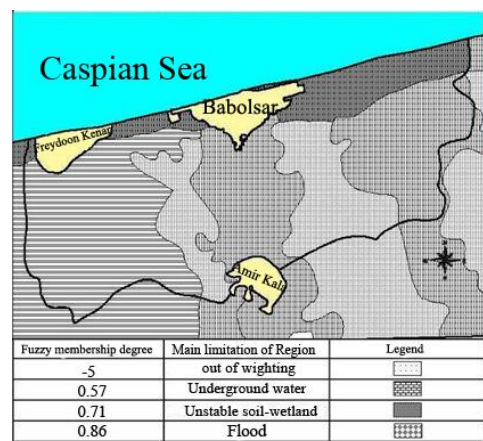 Caspian Sea
Babolsar
Freydoon Kenar
Amir Kala
Fuzzy membership degree Main limitation of Region Legend
-5 out of wighting
0.57 Underground water
0.71 Unstable soil-wetland
0.86 Flood